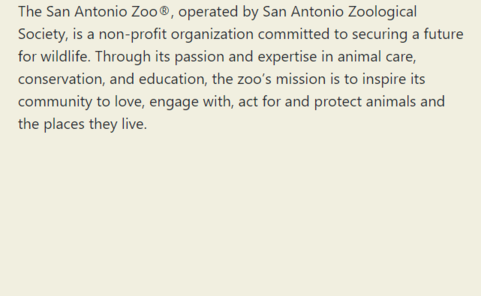 The San Antonio Zoo®, operated by San Antonio Zoological
Society, is a non-profit organization committed to securing a future
for wildlife. Through its passion and expertise in animal care,
conservation, and education, the zoo's mission is to inspire its
community to love, engage with, act for and protect animals and
the places they live.